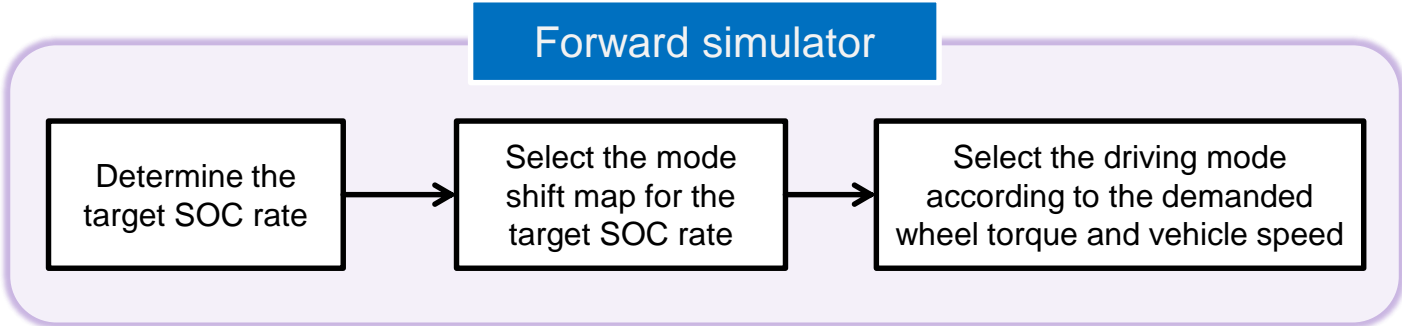 Forward simulator
Determine the
target SOC rate
Select the mode
shift map for the
target SOC rate
Select the driving mode
according to the demanded
wheel torque and vehicle speed